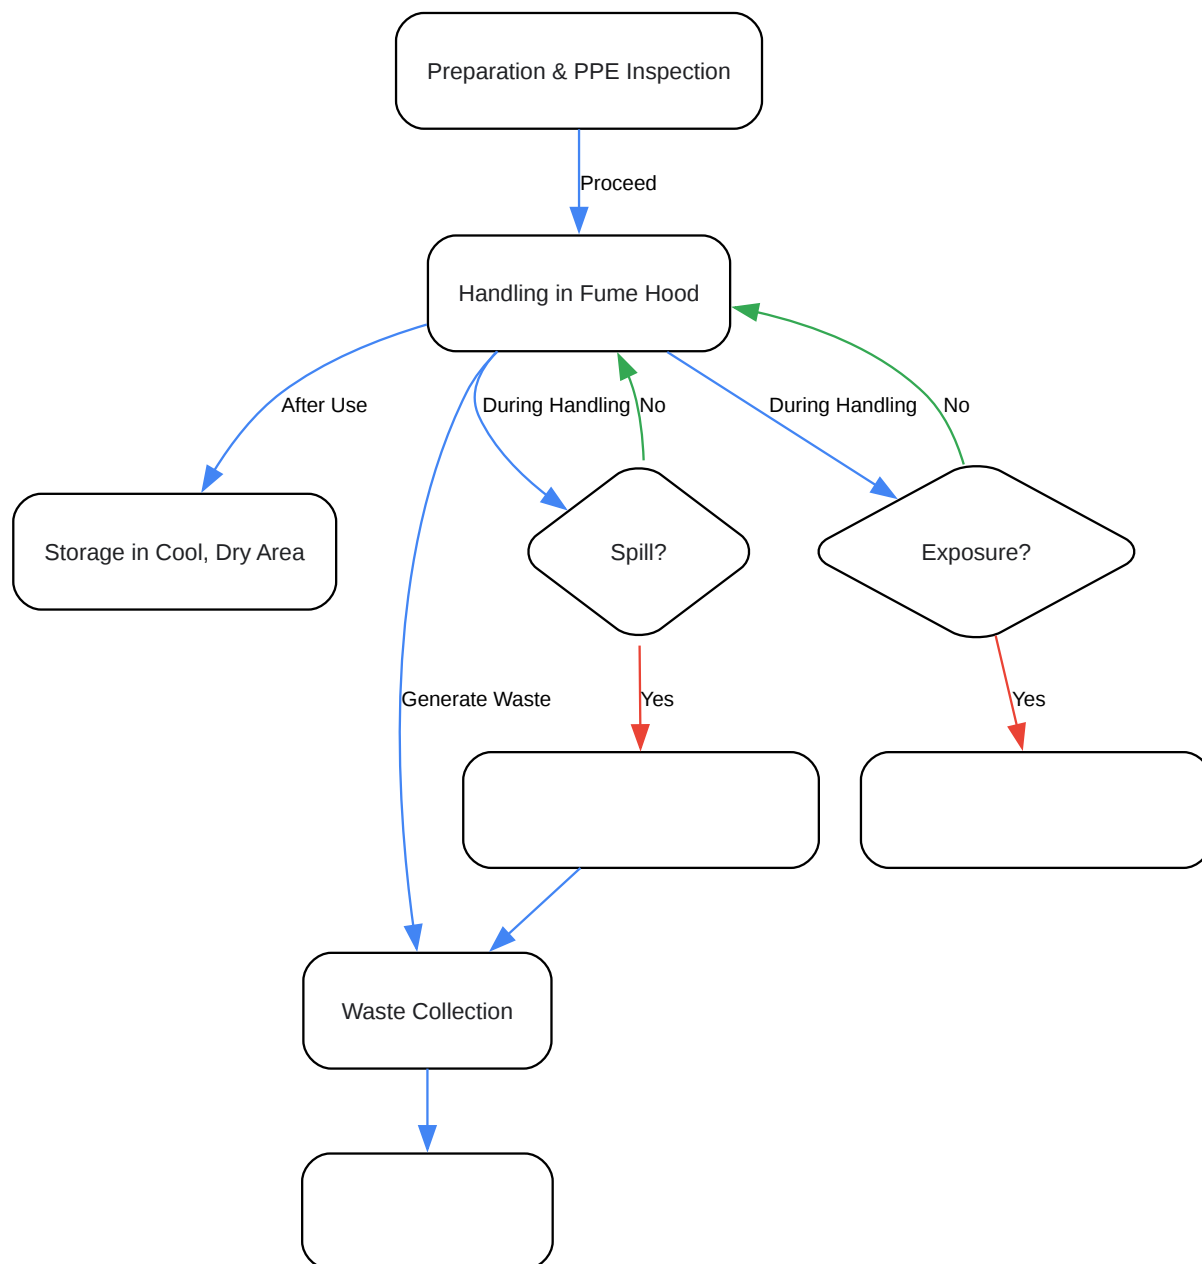 Preparation & PPE Inspection
Proceed
Handling in Fume Hood
After Use
During Handling
No
During Handling
No
Storage in Cool, Dry Area
Spill?
Exposure?
Generate Waste
Yes
Yes
Waste Collection